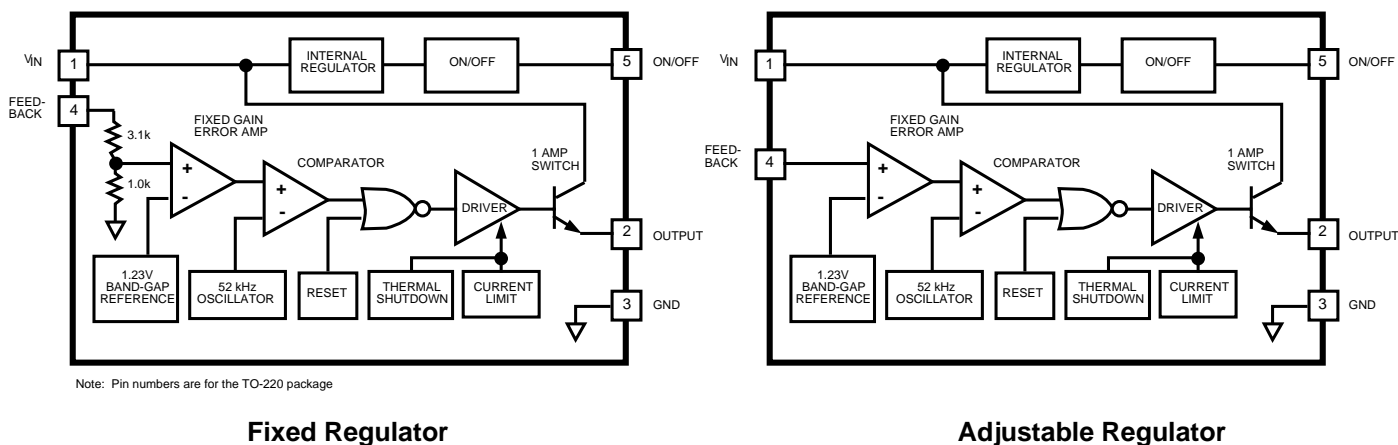 V IN
1
INTERNAL
REGULATOR
ON/OFF
5
ON/OFF
FEED-
BACK
4
3.1k
1.0k
FIXED GAIN
ERROR AMP
+
-
COMPARATOR
+
-
1 AMP
SWITCH
DRIVER
2
OUTPUT
1.23V
BAND-GAP
REFERENCE
52 kHz
OSCILLATOR
RESET
THERMAL
SHUTDOWN
CURRENT
LIMIT
3
GND
Note: Pin numbers are for the TO-220 package
Fixed Regulator
V IN
1
INTERNAL
REGULATOR
ON/OFF
5
ON/OFF
FEED-
BACK
4
FIXED GAIN
ERROR AMP
+
-
COMPARATOR
+
-
1 AMP
SWITCH
DRIVER
2
OUTPUT
1.23V
BAND-GAP
REFERENCE
52 kHz
OSCILLATOR
RESET
THERMAL
SHUTDOWN
CURRENT
LIMIT
3
GND
Adjustable Regulator